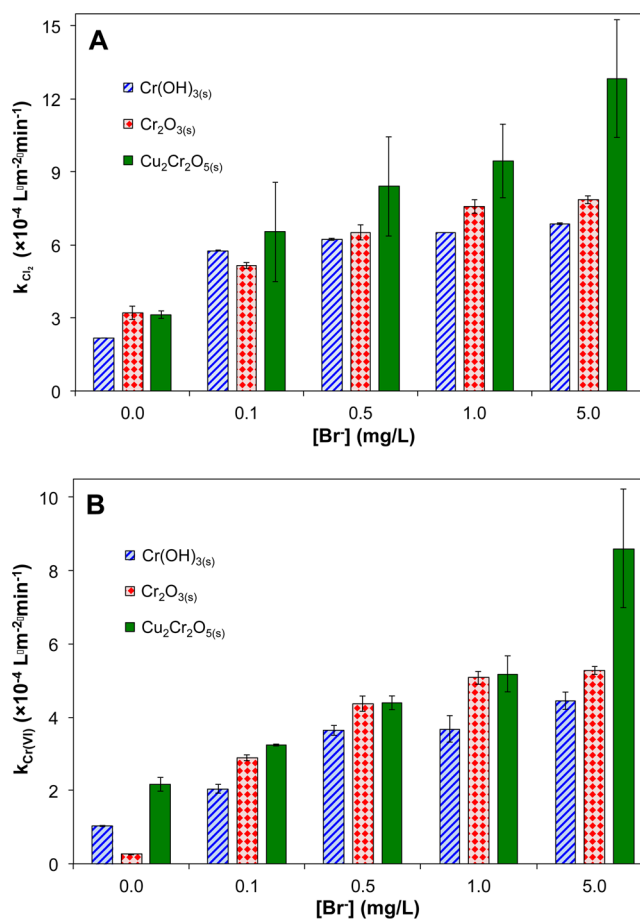 A
15
12
9
6
3
0
k_Cl₂ (×10⁻⁴ L▯m⁻²▯min⁻¹)
Cr(OH)₃₍ₛ₎
Cr₂O₃₍ₛ₎
Cu₂Cr₂O₅₍ₛ₎
0.0 0.1 0.5 1.0 5.0
[Br⁻] (mg/L)
B
10
8
6
4
2
0
k_Cr(VI) (×10⁻⁴ L▯m⁻²▯min⁻¹)
Cr(OH)₃₍ₛ₎
Cr₂O₃₍ₛ₎
Cu₂Cr₂O₅₍ₛ₎
0.0 0.1 0.5 1.0 5.0
[Br⁻] (mg/L)